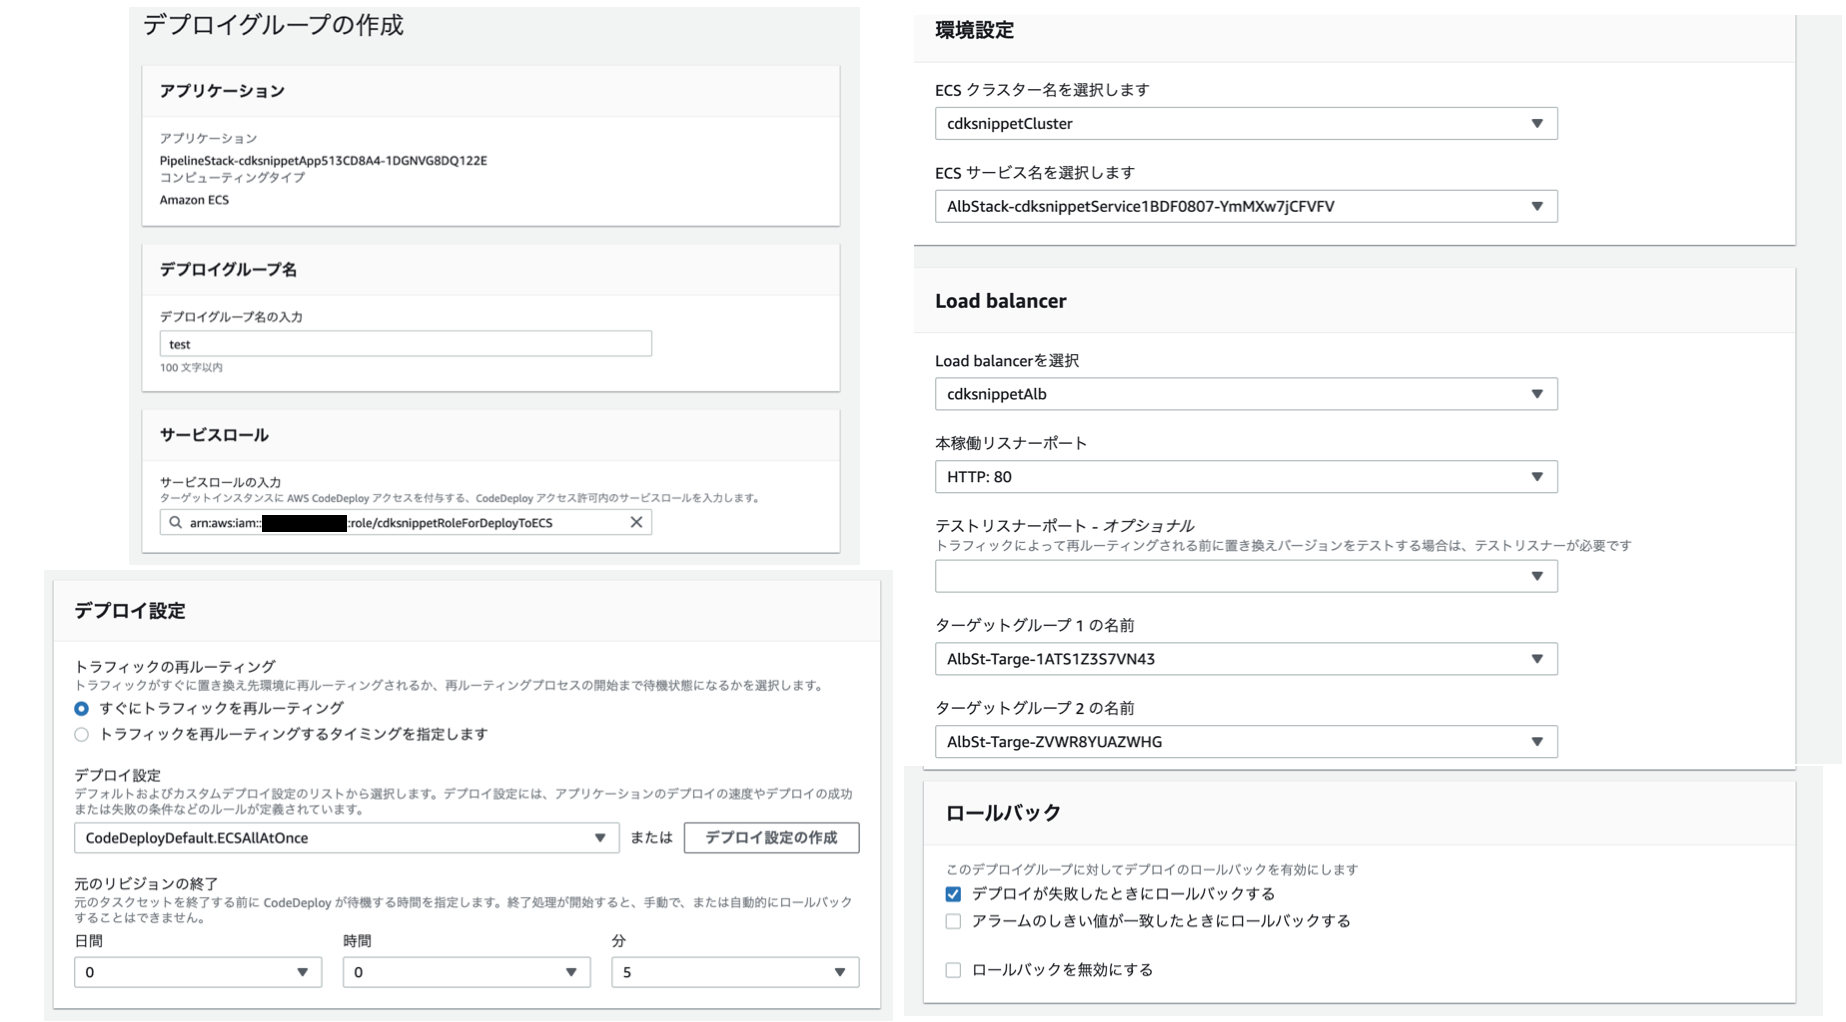 デプロイグループの作成
アプリケーション
アプリケーション
PipelineStack-cdksnippetApp513CD8A4-1DGNVG8DQ122E
コンピューティングタイプ
Amazon ECS
デプロイグループ名
デプロイグループ名の入力
test
100 文字以内
サービスロール
サービスロールの入力
ターゲットインスタンスに AWS CodeDeploy アクセスを付与する、CodeDeploy アクセス許可内のサービスロールを入力します。
arn:aws:iam:: :role/cdksnippetRoleForDeployToECS
デプロイ設定
トラフィックの再ルーティング
トラフィックがすぐに置き換え先環境に再ルーティングされるか、再ルーティングプロセスの開始まで待機状態になるかを選択します。
すぐにトラフィックを再ルーティング
トラフィックを再ルーティングするタイミングを指定します
デプロイ設定
デフォルトおよびカスタムデプロイ設定のリストから選択します。デプロイ設定には、アプリケーションのデプロイの速度やデプロイの成功
または失敗の条件などのルールが定義されています。
CodeDeployDefault.ECSAllAtOnce または デプロイ設定の作成
元のリビジョンの終了
元のタスクセットを終了する前に CodeDeploy が待機する時間を指定します。終了処理が開始すると、手動で、または自動的にロールバック
することはできません。
日間 時間 分
0 0 5
環境設定
ECS クラスター名を選択します
cdksnippetCluster
ECS サービス名を選択します
AlbStack-cdksnippetService1BDF0807-YmMXw7jCFVFV
Load balancer
Load balancerを選択
cdksnippetAlb
本稼働リスナーポート
HTTP: 80
テストリスナーポート - オプショナル
トラフィックによって再ルーティングされる前に置き換えバージョンをテストする場合は、テストリスナーが必要です
ターゲットグループ 1 の名前
AlbSt-Targe-1ATS1Z3S7VN43
ターゲットグループ 2 の名前
AlbSt-Targe-ZVWR8YUAZWHG
ロールバック
このデプロイグループに対してデプロイのロールバックを有効にします
デプロイが失敗したときにロールバックする
アラームのしきい値が一致したときにロールバックする
ロールバックを無効にする